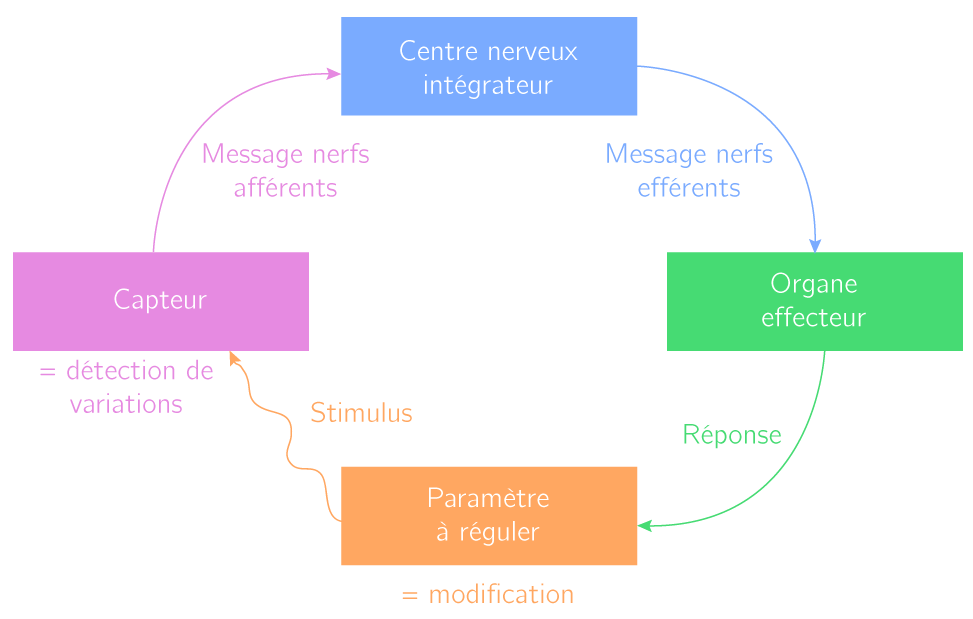 Centre nerveux
intégrateur
Message nerfs
afférents
Message nerfs
efférents
Capteur
= détection de
variations
Organe
effecteur
Stimulus
Réponse
Paramètre
à réguler
= modification